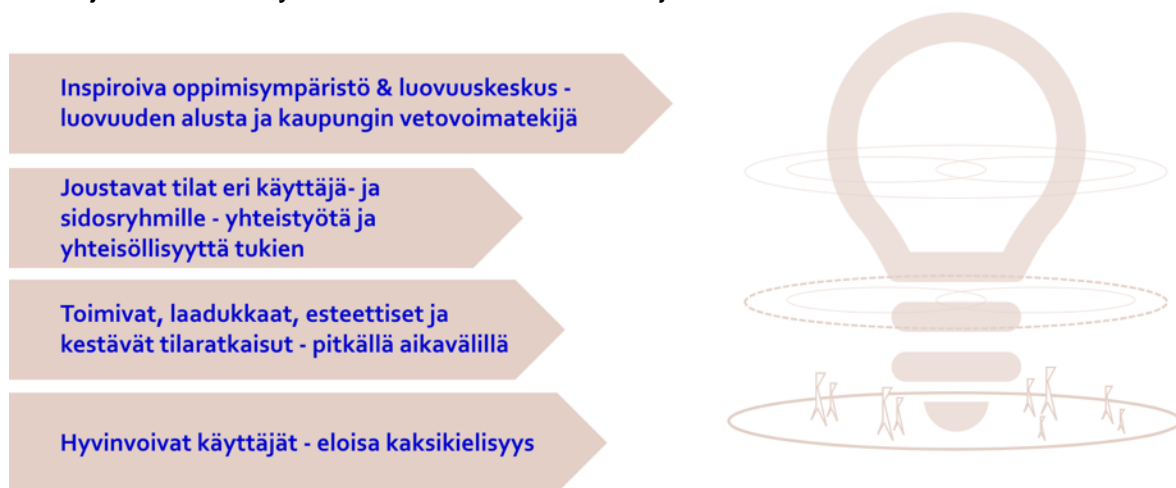 Inspiroiva oppimisympäristö & luovuuskeskus -
luovuuden alusta ja kaupungin vetovoimatekijä
Joustavat tilat eri käyttäjä- ja
sidosryhmille - yhteistyötä ja
yhteisöllisyyttä tukien
Toimivat, laadukkaat, esteettiset ja
kestävät tilaratkaisut - pitkällä aikavälillä
Hyvinvoivat käyttäjät - eloisa kaksikielisyys